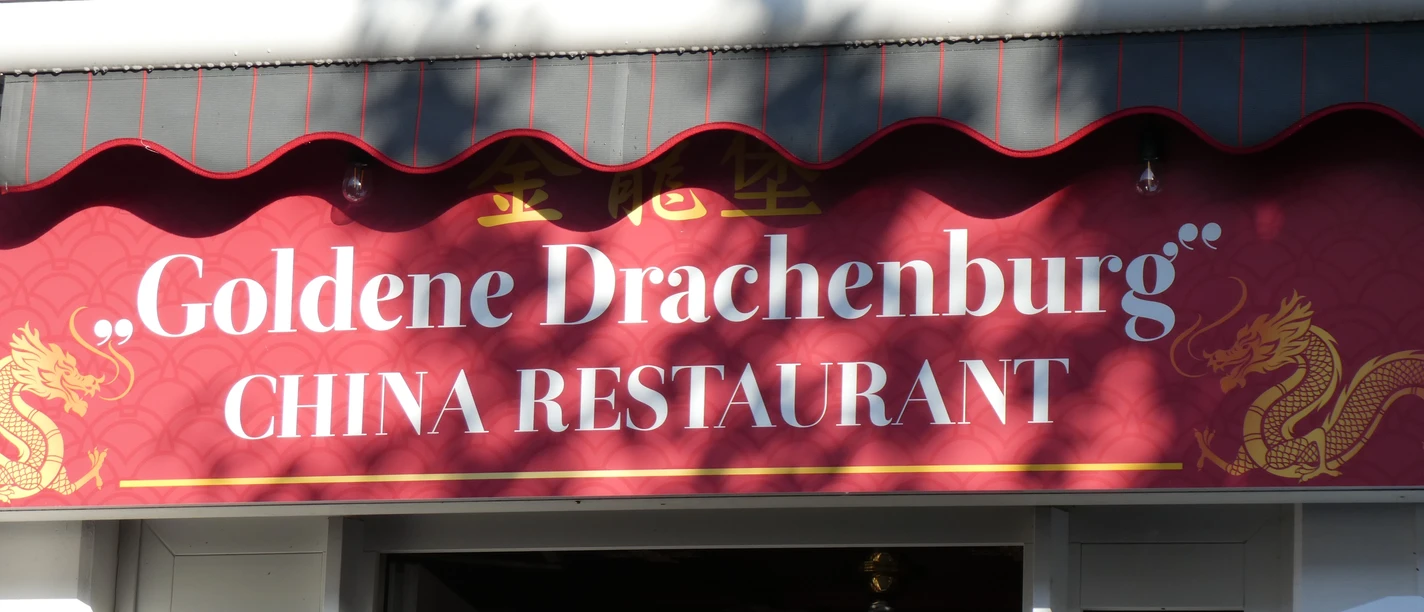 金龍堡
„Goldene Drachenburg“
CHINA RESTAURANT